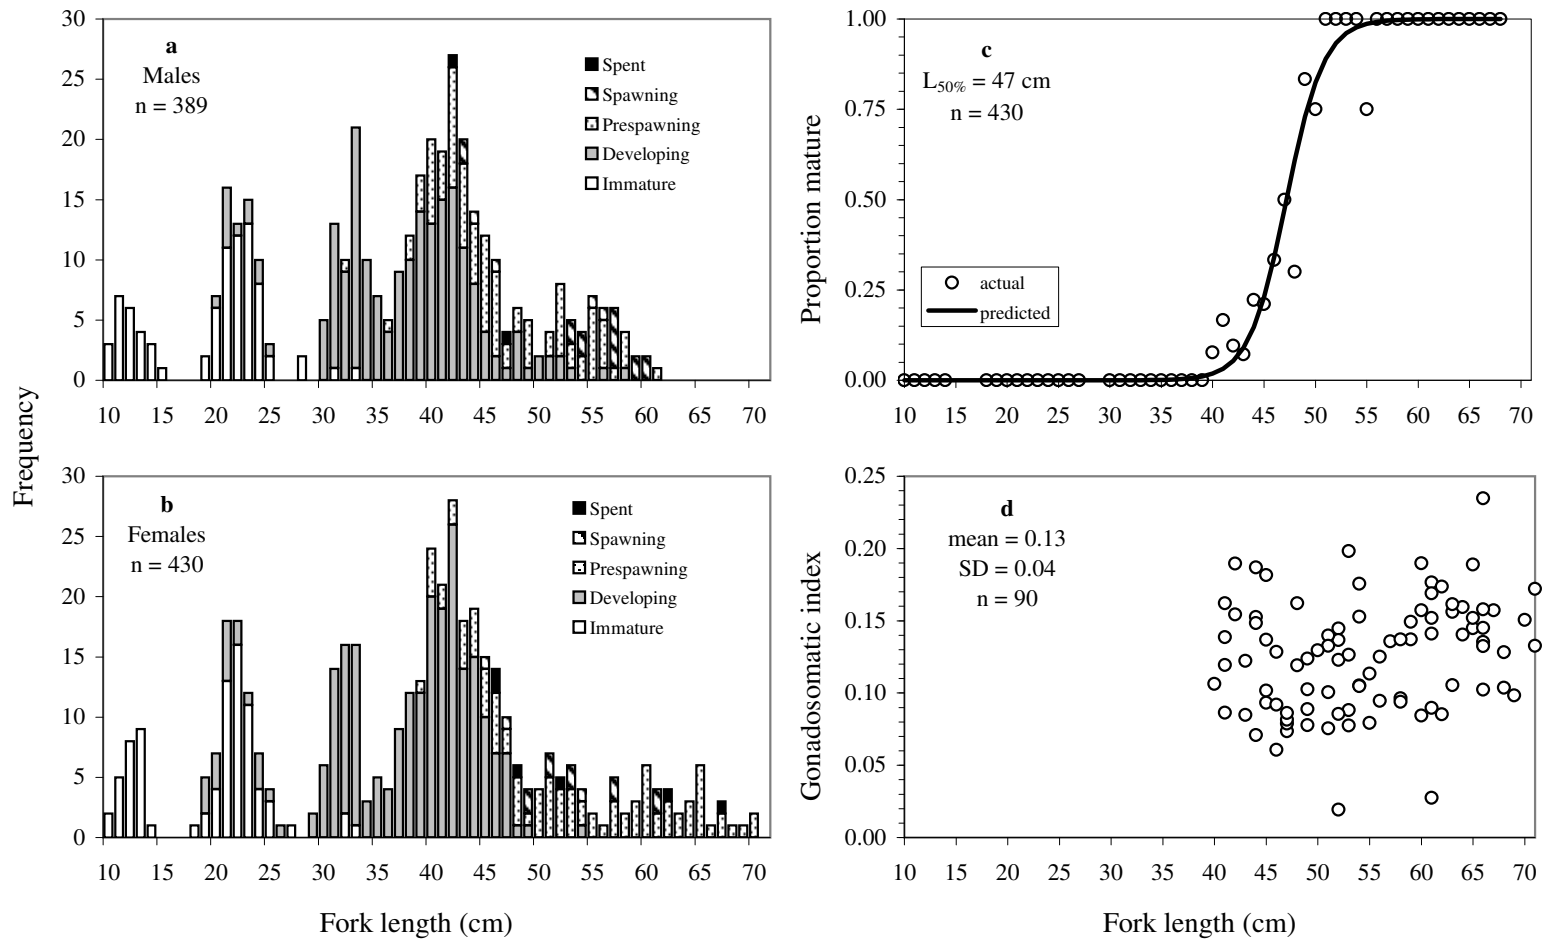 a
Males
n = 389
Spent
Spawning
Prespawning
Developing
Immature
30
25
20
15
10
5
0
10 15 20 25 30 35 40 45 50 55 60 65 70
c
L50% = 47 cm
n = 430
actual
predicted
Proportion mature
1.00
0.75
0.50
0.25
0.00
10 15 20 25 30 35 40 45 50 55 60 65 70
Frequency
b
Females
n = 430
Spent
Spawning
Prespawning
Developing
Immature
30
25
20
15
10
5
0
10 15 20 25 30 35 40 45 50 55 60 65 70
Fork length (cm)
d
mean = 0.13
SD = 0.04
n = 90
Gonadosomatic index
0.25
0.20
0.15
0.10
0.05
0.00
10 15 20 25 30 35 40 45 50 55 60 65 70
Fork length (cm)